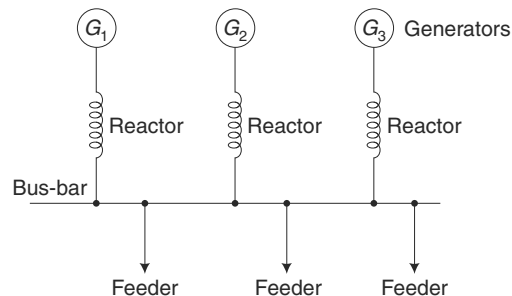 G1 G2 G3 Generators
Reactor Reactor Reactor
Bus-bar
Feeder Feeder Feeder